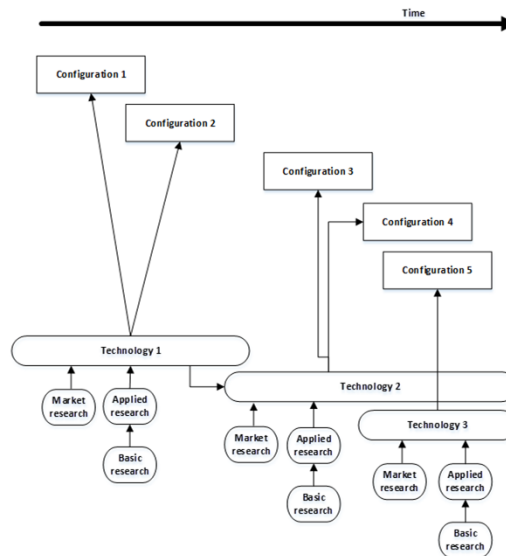 Time
Configuration 1
Configuration 2
Configuration 3
Configuration 4
Configuration 5
Technology 1
Technology 2
Market
research
Applied
research
Basic
research
Market
research
Applied
research
Basic
research
Technology 3
Market
research
Applied
research
Basic
research